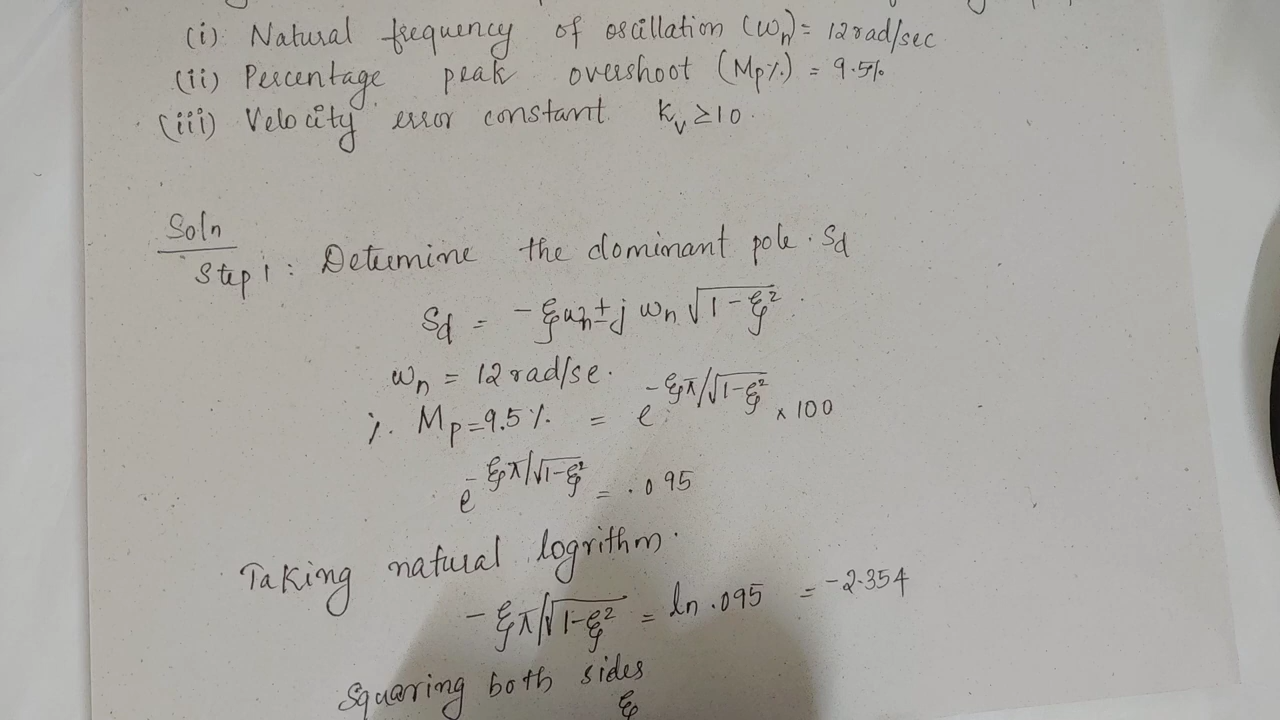 (i) Natural frequency of oscillation (ωn) = 12 rad/sec
(ii) Percentage peak overshoot (Mp%) = 9.5%
(iii) Velocity error constant. Kv ≥ 10.
Soln
Step 1 : Determine the dominant pole. Sd
Sd = -ξωn ± j ωn √1-ξ²
ωn = 12 rad/se.
%. Mp = 9.5% = e^-ξπ/√1-ξ² × 100
e^-ξπ/√1-ξ² = .095
Taking natural logrithm.
-ξπ/√1-ξ² = ln .095 = -2.354
Squaring both sides
ξ